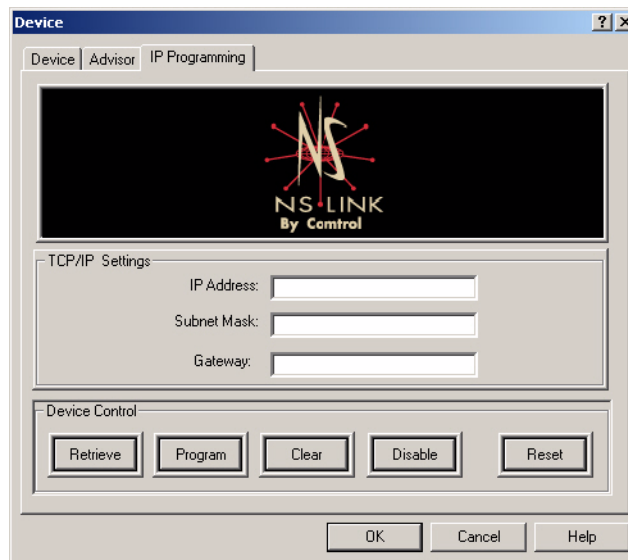 Device
Device Advisor IP Programming
NS
NS LINK
By Comtrol
TCP/IP Settings
IP Address:
Subnet Mask:
Gateway:
Device Control
Retrieve Program Clear Disable Reset
OK Cancel Help